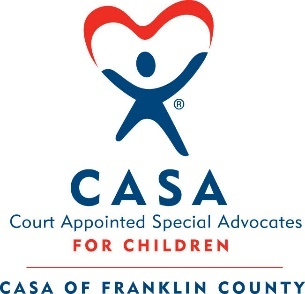 ®
CASA
Court Appointed Special Advocates
FOR CHILDREN
CASA OF FRANKLIN COUNTY